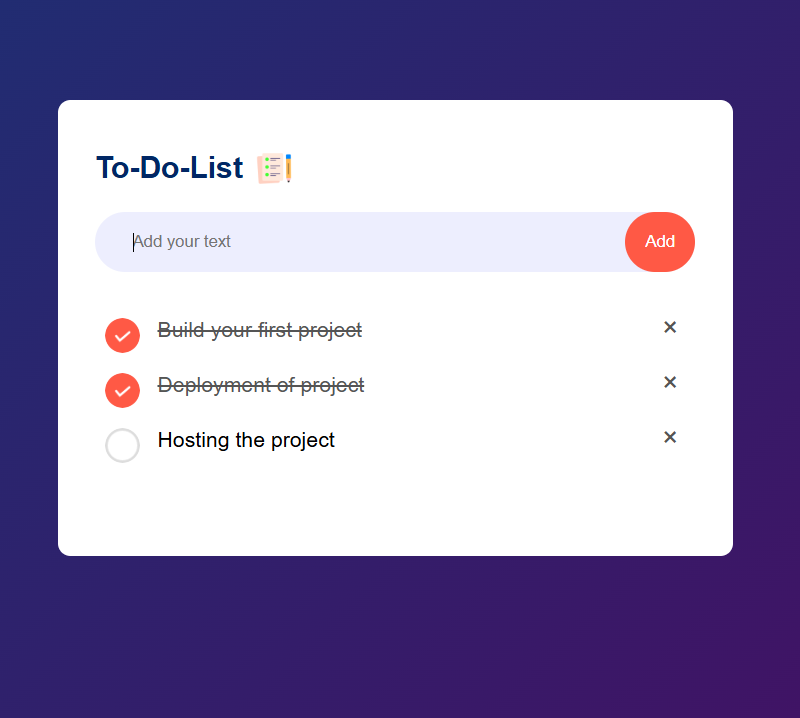 To-Do-List
Add your text
Add
Build your first project
Deployment of project
Hosting the project